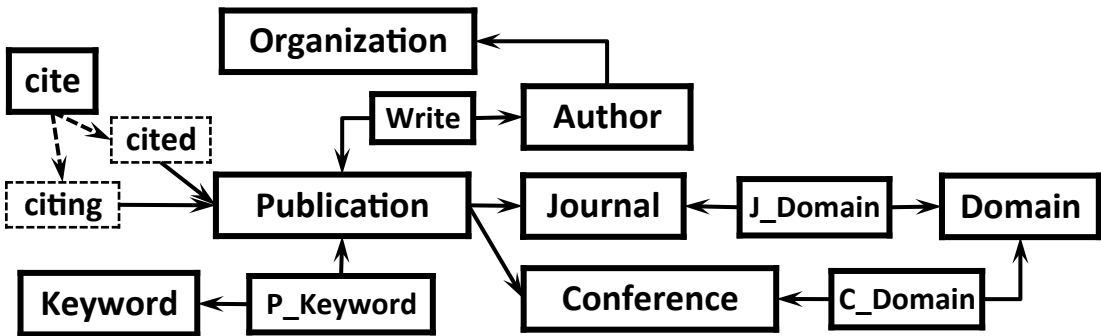 Organization
cite
Write
Author
cited
citing
Publication
Journal
J_Domain
Domain
Keyword
P_Keyword
Conference
C_Domain